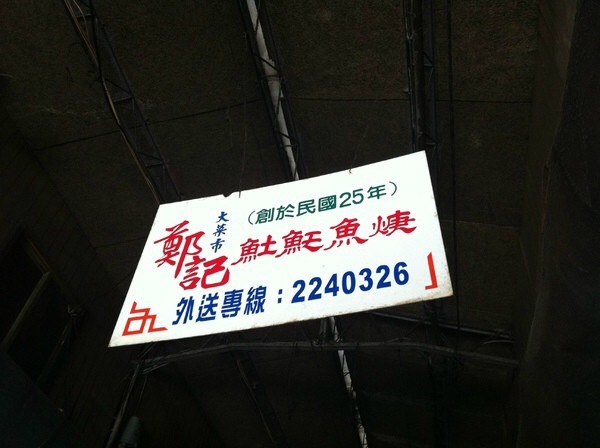 (創於民國25年)
大菜市
鄭記
𩵚魠魚焿
外送專線：2240326